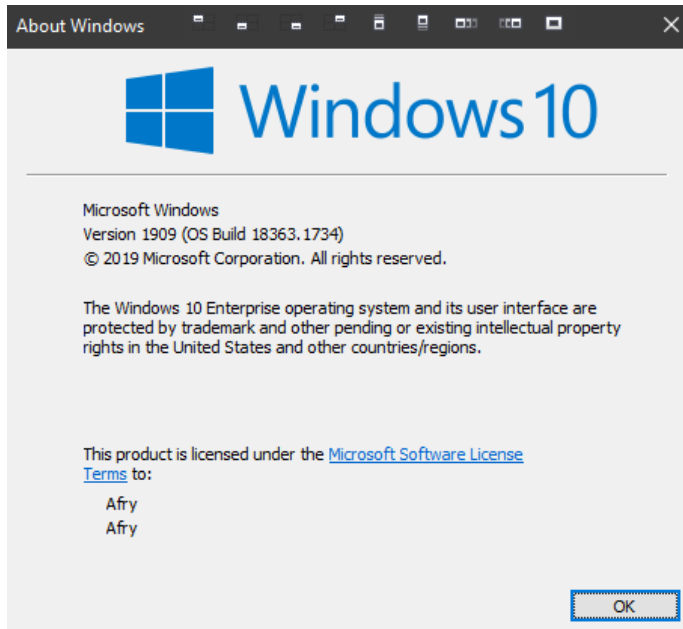 About Windows
Windows 10
Microsoft Windows
Version 1909 (OS Build 18363.1734)
© 2019 Microsoft Corporation. All rights reserved.
The Windows 10 Enterprise operating system and its user interface are
protected by trademark and other pending or existing intellectual property
rights in the United States and other countries/regions.
This product is licensed under the Microsoft Software License
Terms to:
Afry
Afry
OK